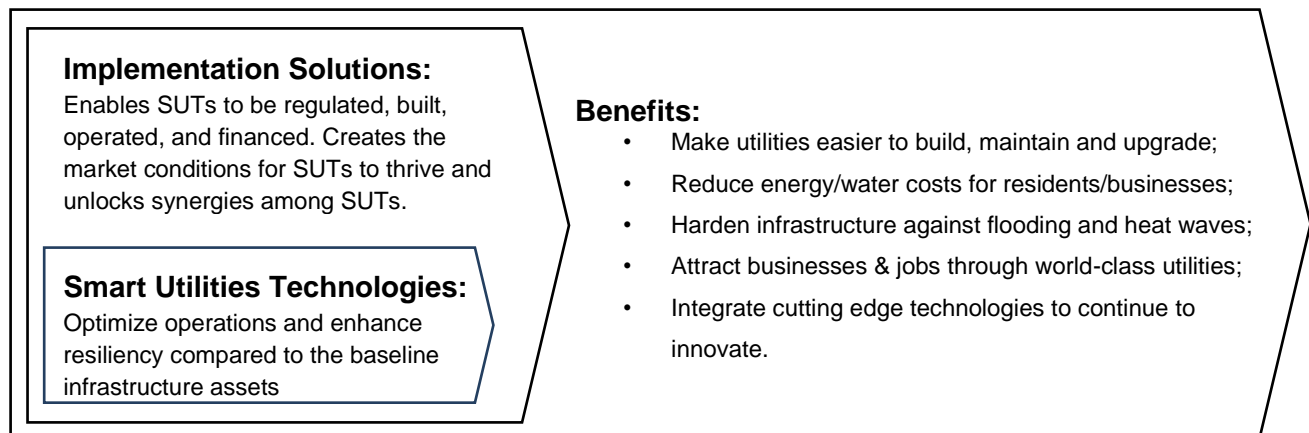 Implementation Solutions:
Enables SUTs to be regulated, built,
operated, and financed. Creates the
market conditions for SUTs to thrive and
unlocks synergies among SUTs.
Smart Utilities Technologies:
Optimize operations and enhance
resiliency compared to the baseline
infrastructure assets
Benefits:
• Make utilities easier to build, maintain and upgrade;
• Reduce energy/water costs for residents/businesses;
• Harden infrastructure against flooding and heat waves;
• Attract businesses & jobs through world-class utilities;
• Integrate cutting edge technologies to continue to
innovate.